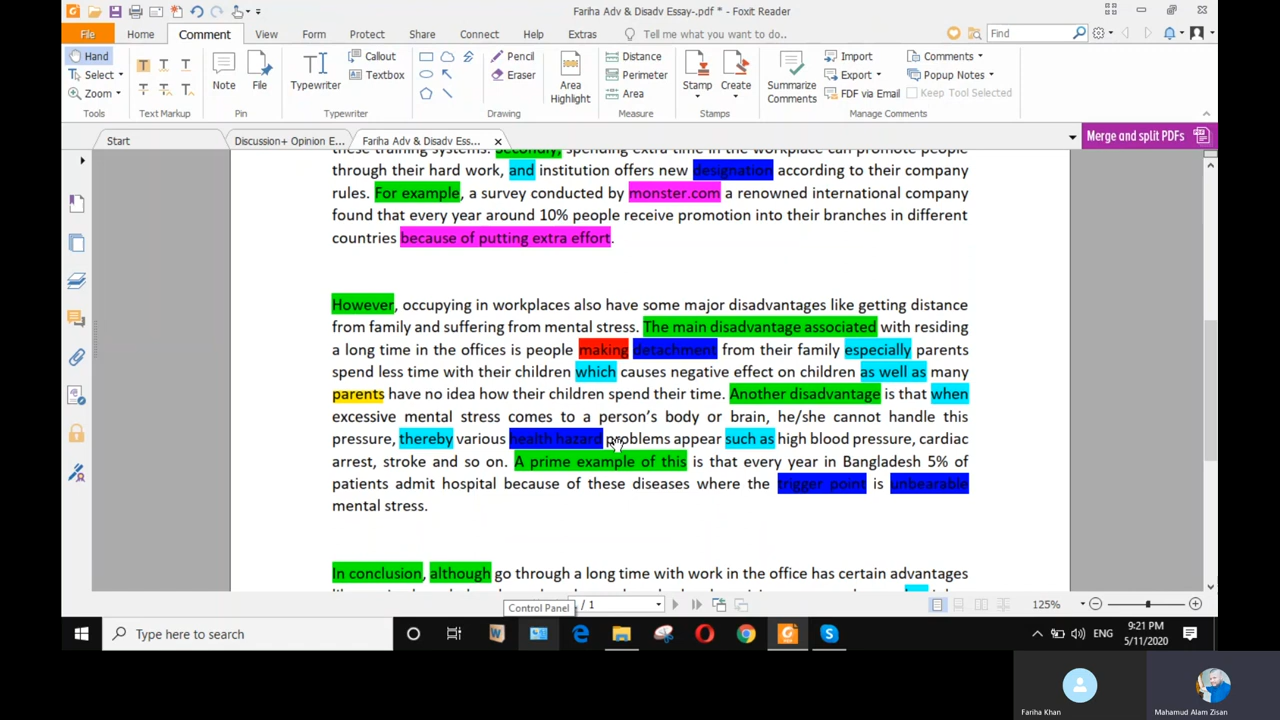 Fariha Adv & Disadv Essay-.pdf * - Foxit Reader
File Home Comment View Form Protect Share Connect Help Extras Tell me what you want to do.. Find
Hand
Select
Zoom
Tools
T T T
T T T
Text Markup
Note
File
Pin
Typewriter
Callout
Textbox
Typewriter
Pencil
Eraser
Drawing
Area
Highlight
Distance
Perimeter
Area
Measure
Stamp
Create
Stamps
Summarize
Comments
Import
Export
FDF via Email
Comments
Popup Notes
Keep Tool Selected
Manage Comments
Start
Discussion+ Opinion E...
Fariha Adv & Disadv Ess...
Merge and split PDFs
these training systems. Secondly, spending extra time in the workplace can promote people
through their hard work, and institution offers new designation according to their company
rules. For example, a survey conducted by monster.com a renowned international company
found that every year around 10% people receive promotion into their branches in different
countries because of putting extra effort.
However, occupying in workplaces also have some major disadvantages like getting distance
from family and suffering from mental stress. The main disadvantage associated with residing
a long time in the offices is people making detachment from their family especially parents
spend less time with their children which causes negative effect on children as well as many
parents have no idea how their children spend their time. Another disadvantage is that when
excessive mental stress comes to a person's body or brain, he/she cannot handle this
pressure, thereby various health hazard problems appear such as high blood pressure, cardiac
arrest, stroke and so on. A prime example of this is that every year in Bangladesh 5% of
patients admit hospital because of these diseases where the trigger point is unbearable
mental stress.
In conclusion, although go through a long time with work in the office has certain advantages
Control Panel
/ 1
125%
Type here to search
ENG
9:21 PM
5/11/2020
Fariha Khan
Mahamud Alam Zisan